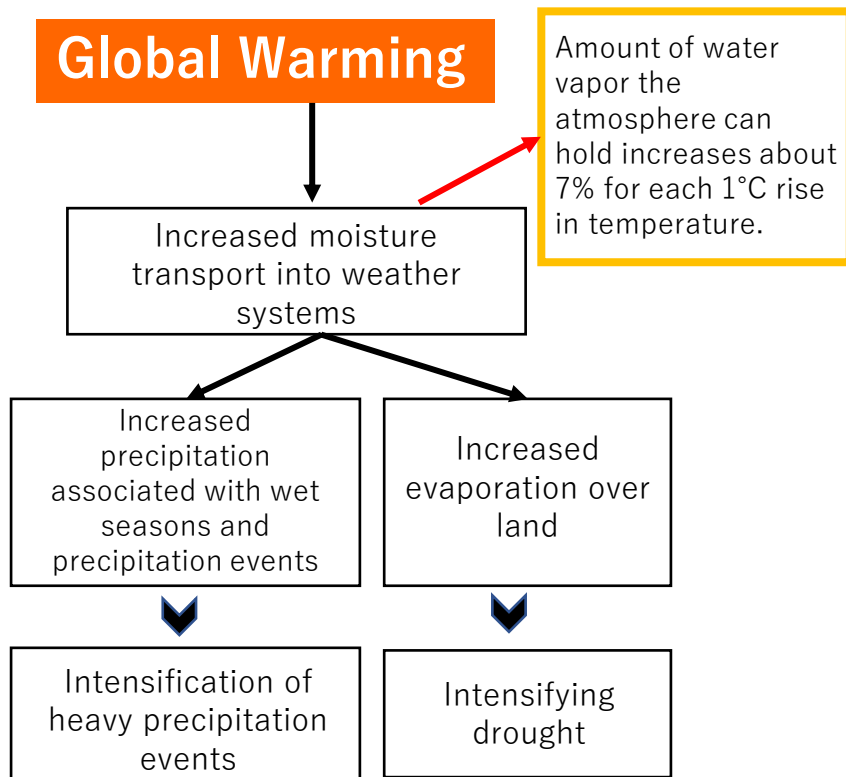 Global Warming
Amount of water
vapor the
atmosphere can
hold increases about
7% for each 1°C rise
in temperature.
Increased moisture
transport into weather
systems
Increased
precipitation
associated with wet
seasons and
precipitation events
Increased
evaporation over
land
Intensification of
heavy precipitation
events
Intensifying
drought